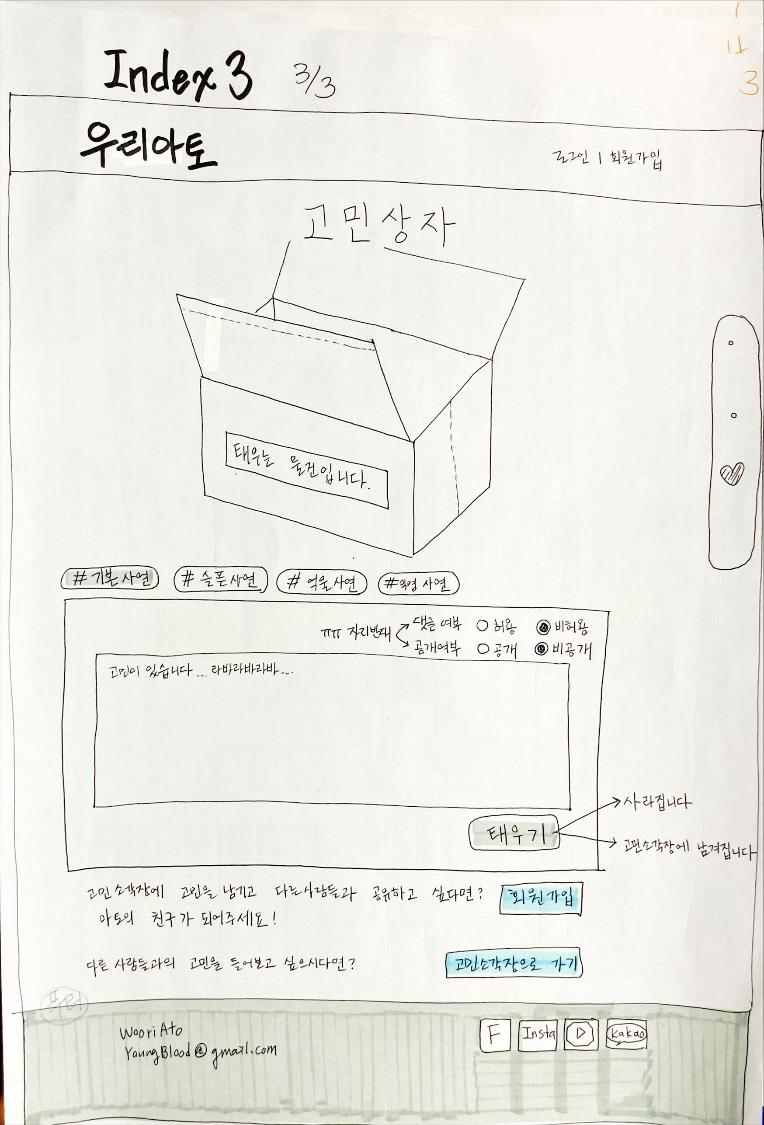 1
11
3
Index 3 3/3
우리아토
로그인 | 회원가입
고민상자
태우는 물건입니다.
#기본사연 #슬픈사연 #억울사연 #익명사연
ㅠㅠ 자리반대 댓글 여부 허용 비허용
공개여부 공개 비공개
고민이 있습니다... 라바라바라바...
태우기
사라집니다
고민소각장에 남겨집니다
고민소각장에 고민을 남기고 다른사람들과 공유하고 싶다면? 회원가입
아토의 친구가 되어주세요!
다른 사람들과의 고민을 들어보고 싶으시다면? 고민소각장으로 가기
푸터
WooriAto
YoungBlood@gmail.com
F Insta kakao